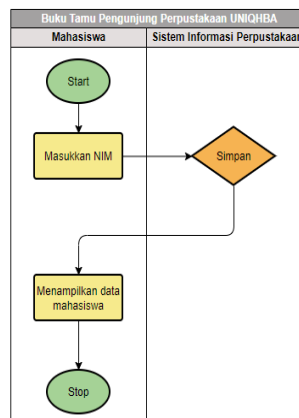 Buku Tamu Pengunjung Perpustakaan UNIQHBA
Mahasiswa
Sistem Informasi Perpustakaan
Start
Masukkan NIM
Simpan
Menampilkan data
mahasiswa
Stop